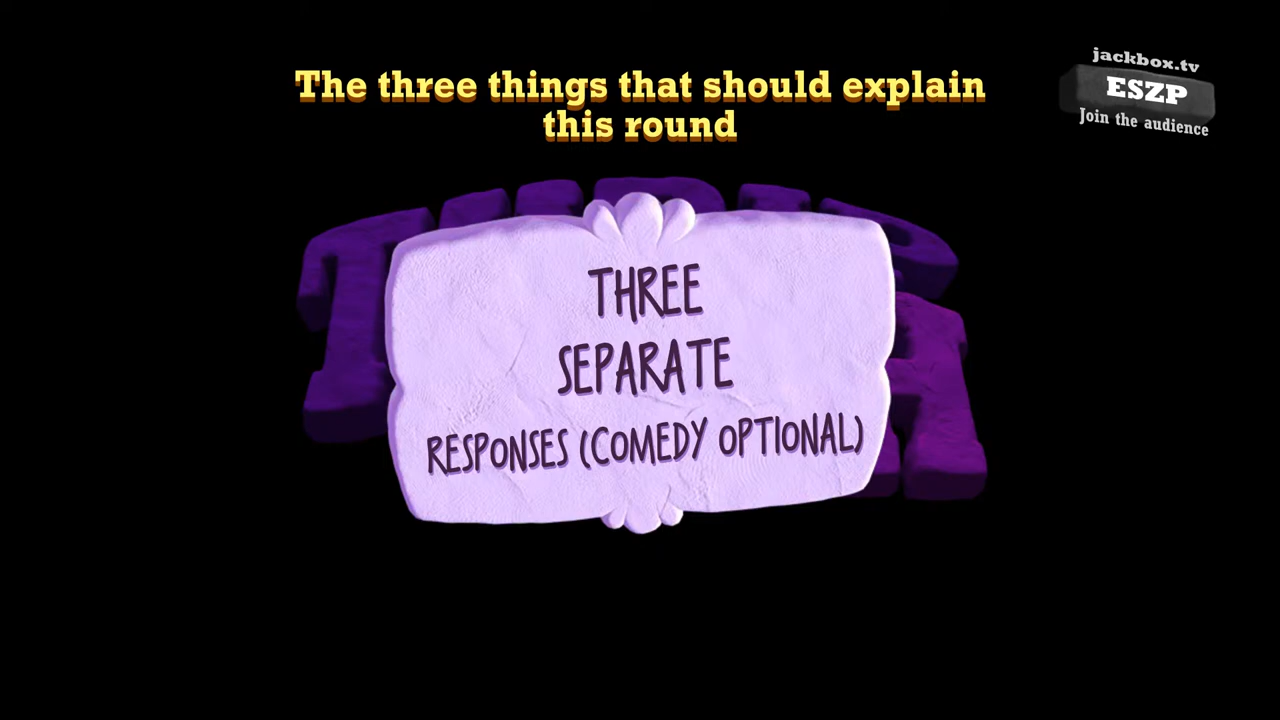 The three things that should explain
this round
jackbox.tv
ESZP
Join the audience
THREE
SEPARATE
RESPONSES (COMEDY OPTIONAL)